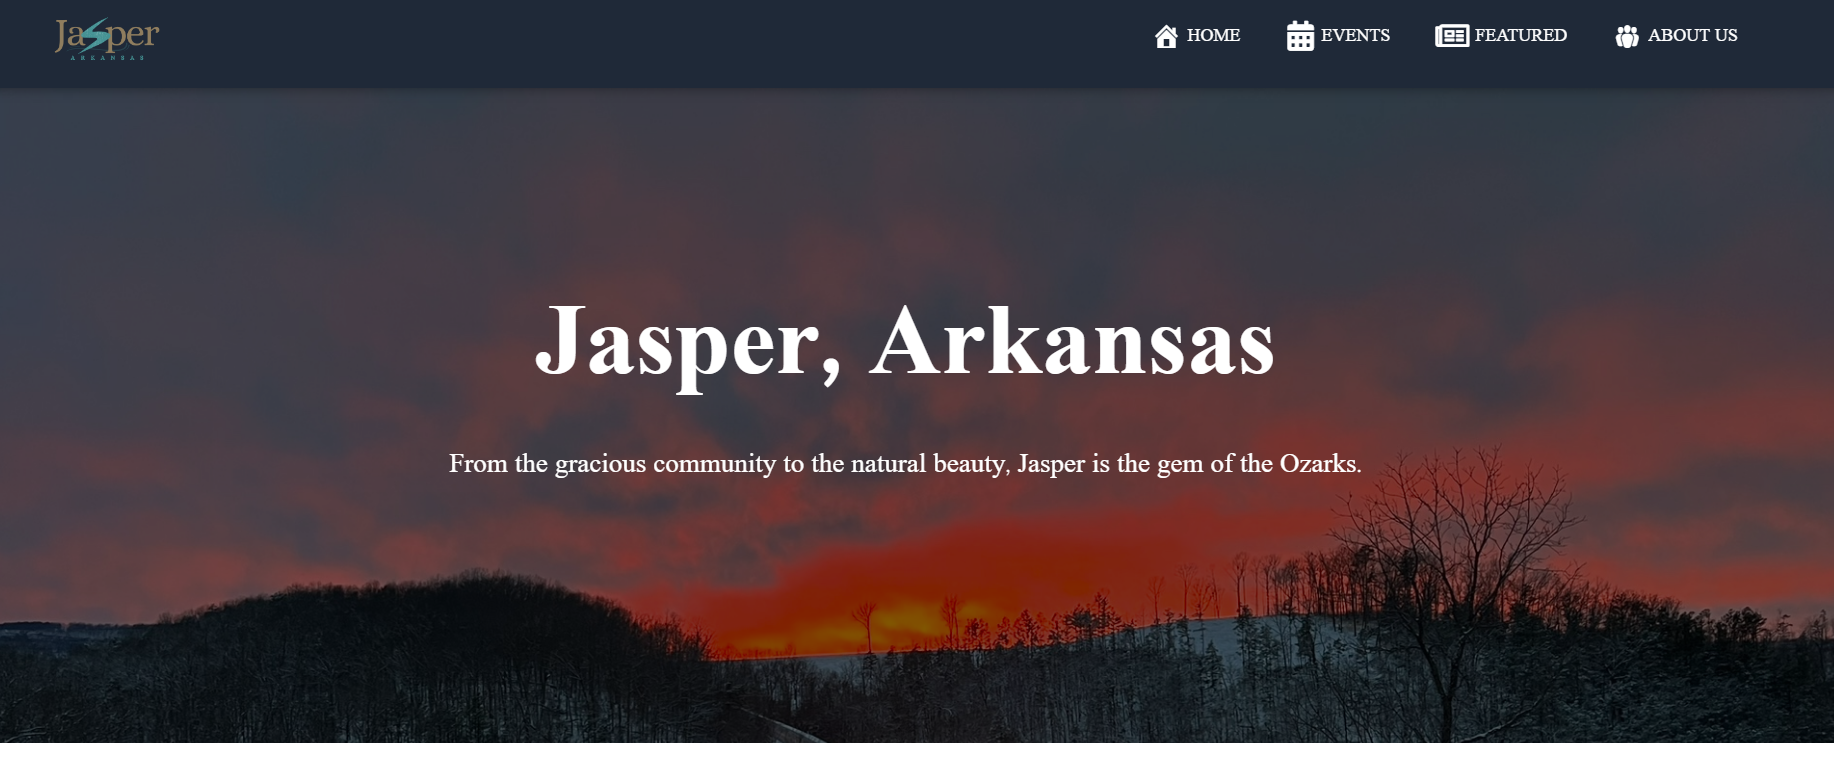 Jasper
ARKANSAS
HOME
EVENTS
FEATURED
ABOUT US
Jasper, Arkansas
From the gracious community to the natural beauty, Jasper is the gem of the Ozarks.